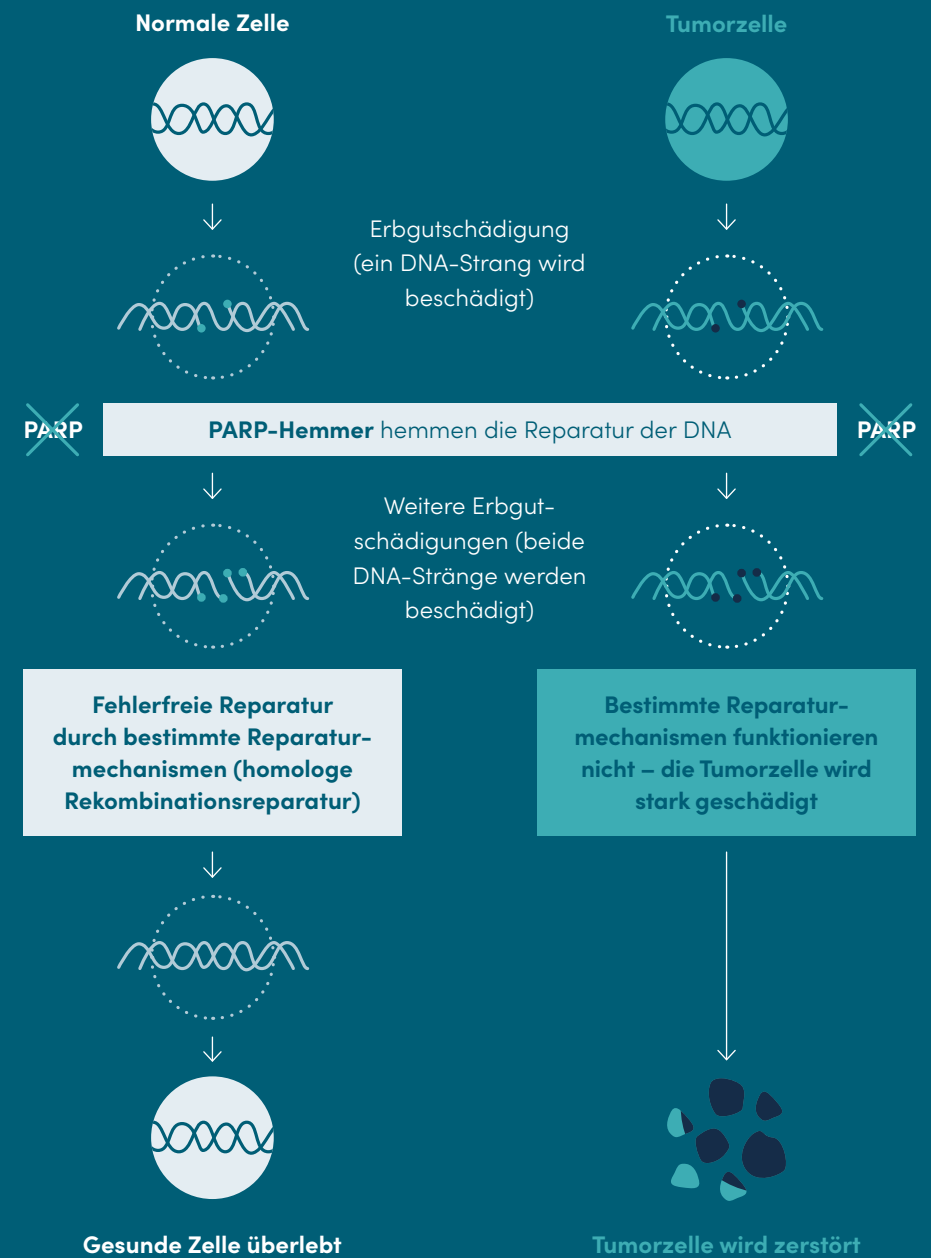 Normale Zelle
Tumorzelle
Erbgutschädigung
(ein DNA-Strang wird
beschädigt)
PARP
PARP-Hemmer hemmen die Reparatur der DNA
PARP
Weitere Erbgut-
schädigungen (beide
DNA-Stränge werden
beschädigt)
Fehlerfreie Reparatur
durch bestimmte Reparatur-
mechanismen (homologe
Rekombinationsreparatur)
Bestimmte Reparatur-
mechanismen funktionieren
nicht – die Tumorzelle wird
stark geschädigt
Gesunde Zelle überlebt
Tumorzelle wird zerstört